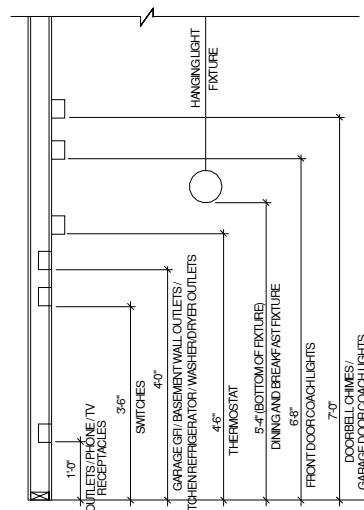 HANGING LIGHT
FIXTURE
1'-0"
OUTLETS / PHONE / TV
RECEPTACLES
3'-6"
SWITCHES
4'-0"
GARAGE GFI / BASEMENT WALL OUTLETS /
TCHEN REFRIGERATOR / WASHER/DRYER OUTLETS
4'-6"
THERMOSTAT
5'-4" (BOTTOM OF FIXTURE)
DINING AND BREAKFAST FIXTURE
6'-8"
FRONT DOOR COACH LIGHTS
7'-0"
DOORBELL CHIMES /
GARAGE DOOR COACH LIGHTS